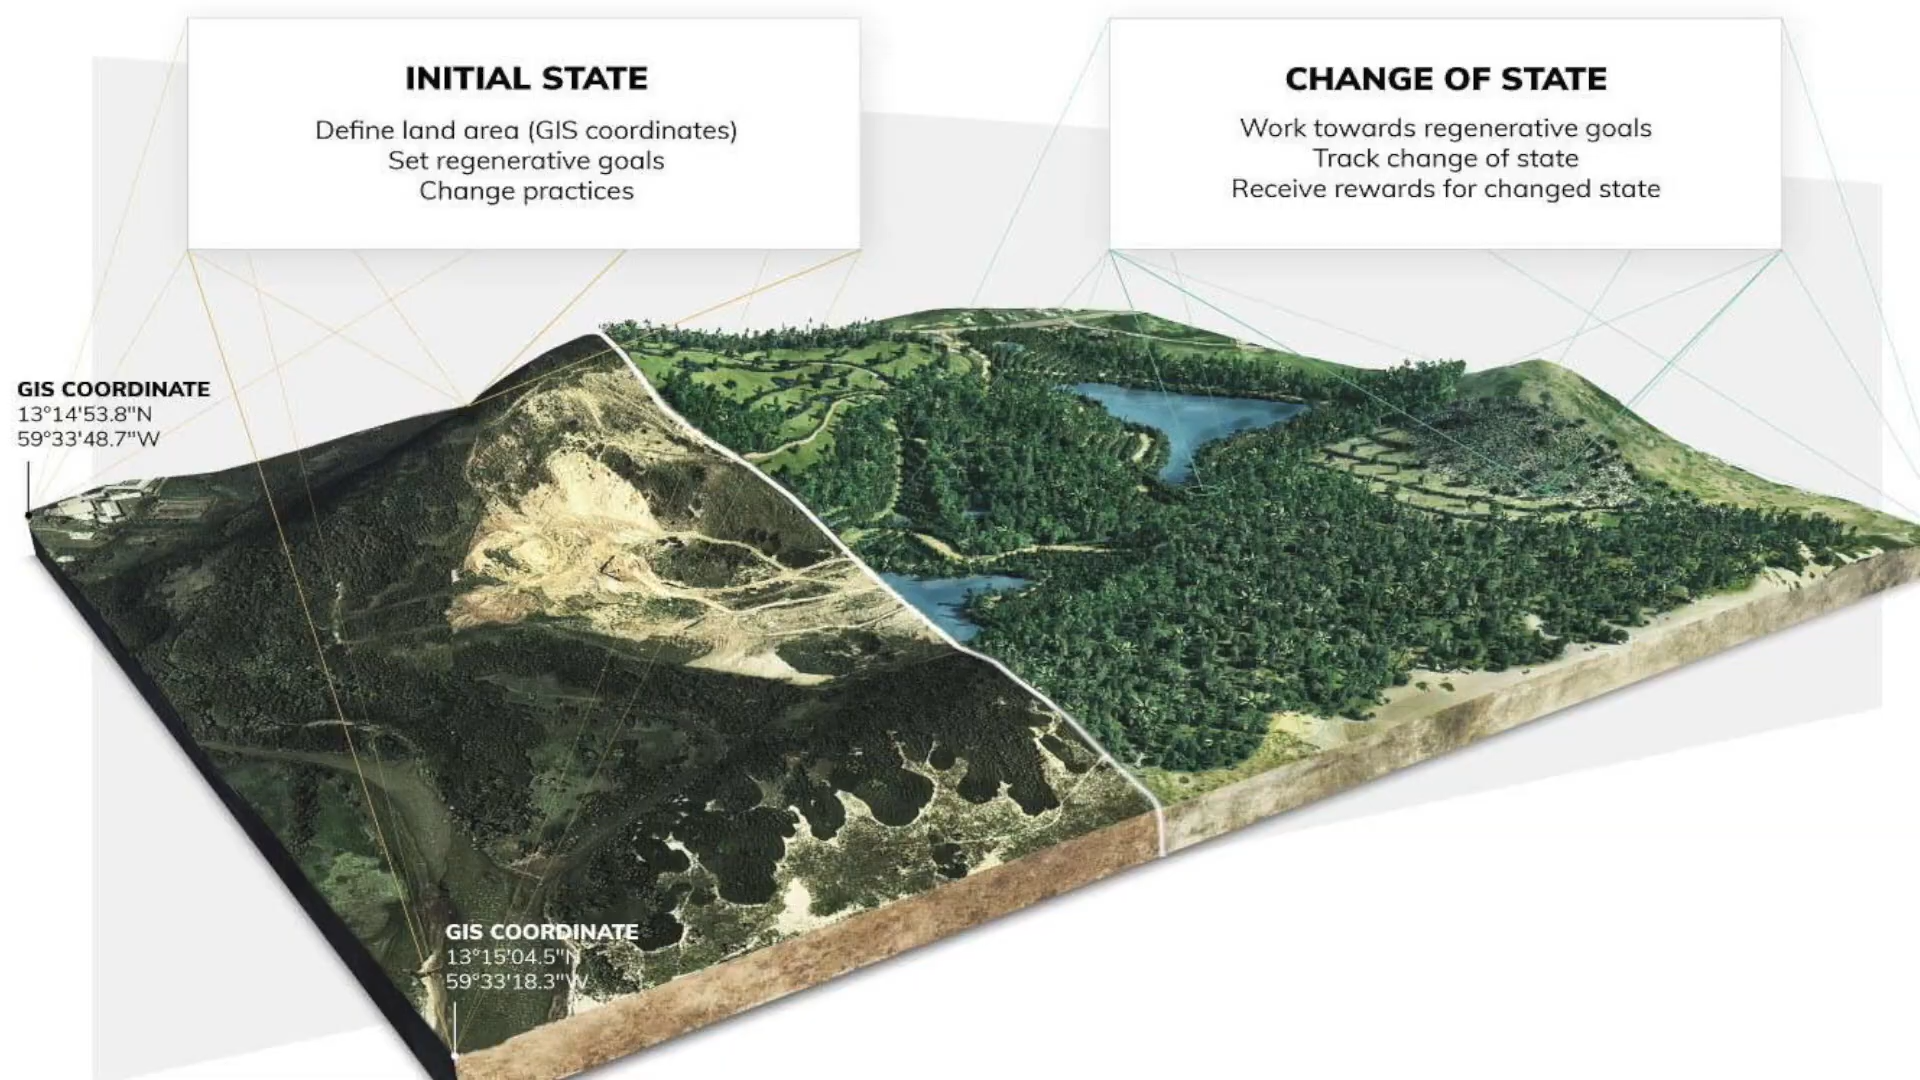 INITIAL STATE
Define land area (GIS coordinates)
Set regenerative goals
Change practices
CHANGE OF STATE
Work towards regenerative goals
Track change of state
Receive rewards for changed state
GIS COORDINATE
13°14'53.8"N
59°33'48.7"W
GIS COORDINATE
13°15'04.5"N
59°33'18.3"W